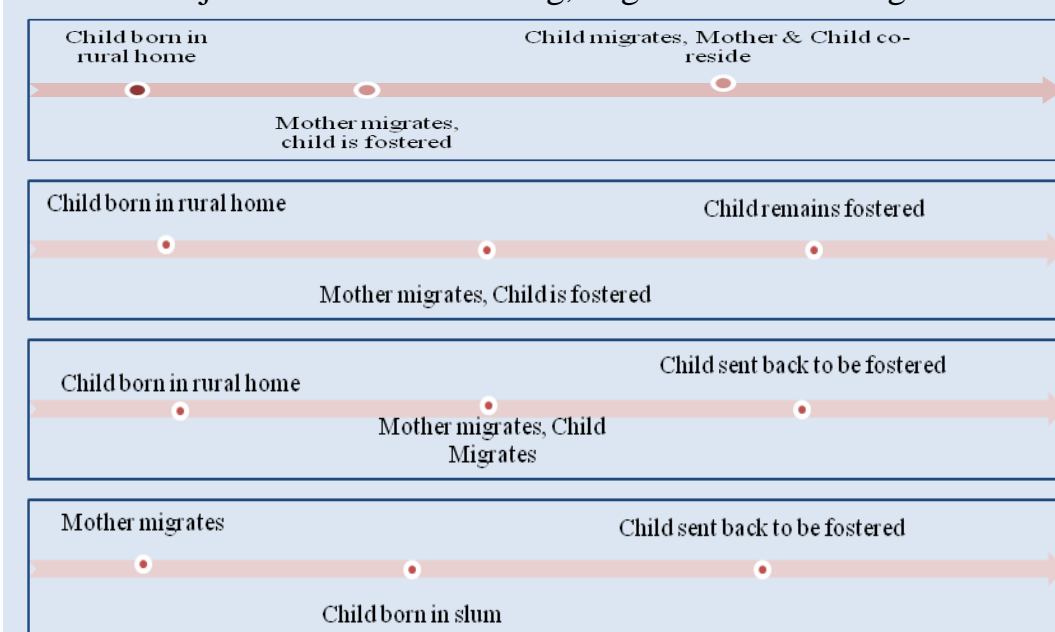 Child born in
rural home
Child migrates, Mother & Child co-
reside
Mother migrates,
child is fostered
Child born in rural home
Child remains fostered
Mother migrates, Child is fostered
Child born in rural home
Child sent back to be fostered
Mother migrates, Child
Migrates
Mother migrates
Child sent back to be fostered
Child born in slum